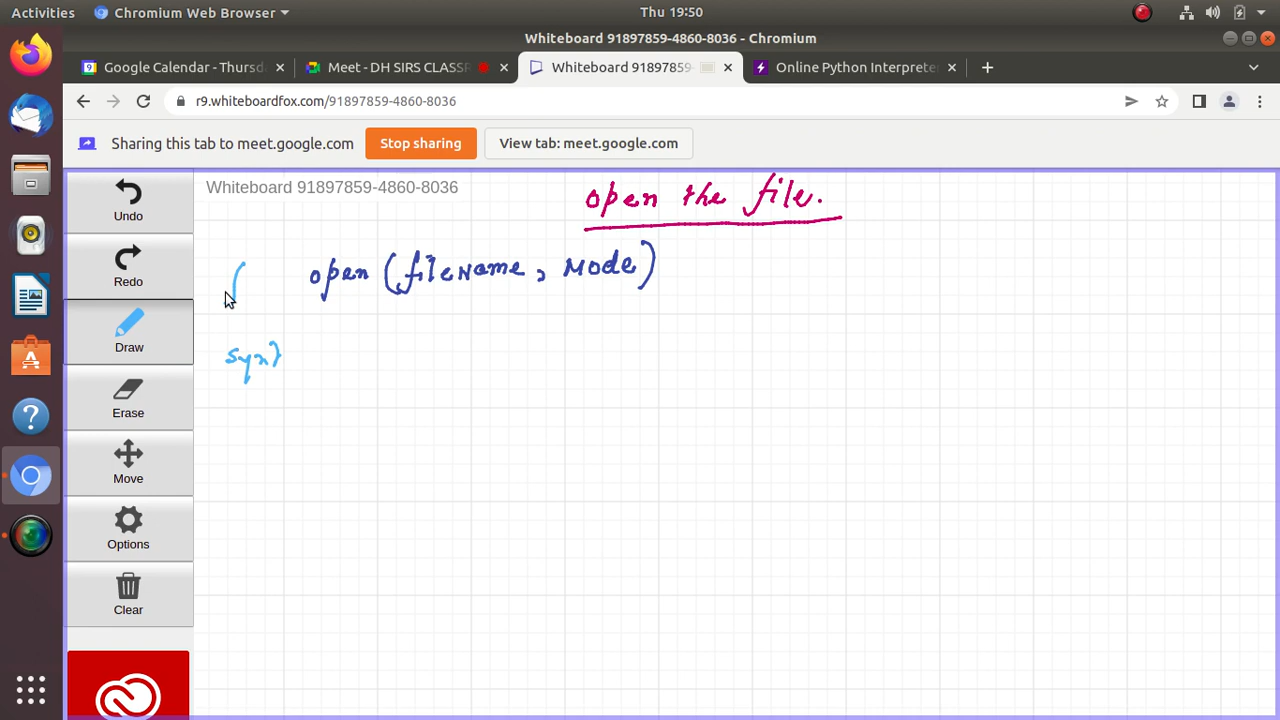 Activities Chromium Web Browser Thu 19:50
Whiteboard 91897859-4860-8036 - Chromium
Google Calendar - Thursda Meet - DH SIRS CLASSR Whiteboard 91897859- Online Python Interprete
r9.whiteboardfox.com/91897859-4860-8036
Sharing this tab to meet.google.com Stop sharing View tab: meet.google.com
Whiteboard 91897859-4860-8036
open the file.
open (filename, Mode)
Undo
Redo
Draw
Erase
Move
Options
Clear